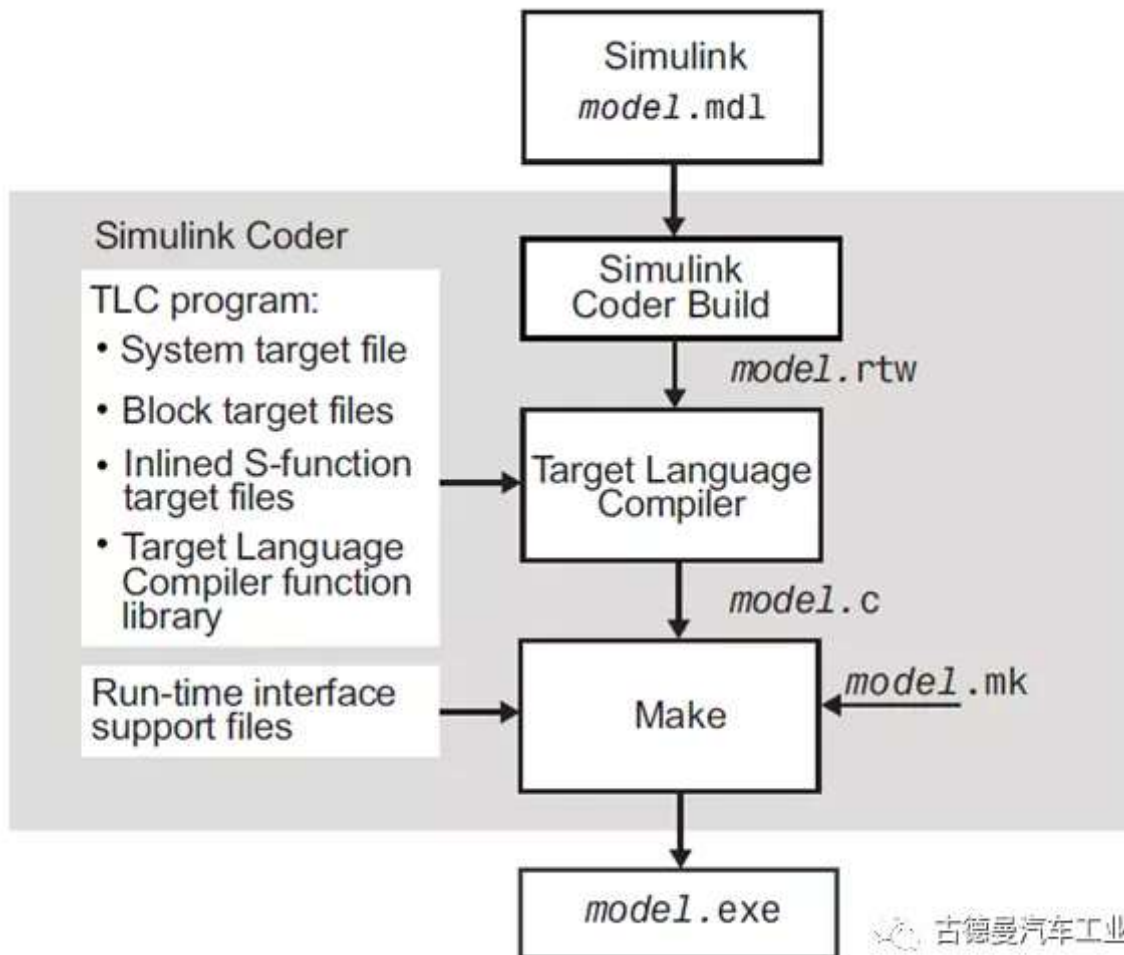 Simulink
model.mdl
Simulink Coder
Simulink
Coder Build
TLC program:
• System target file
• Block target files
• Inlined S-function
target files
• Target Language
Compiler function
library
model.rtw
Target Language
Compiler
model.c
Run-time interface
support files
Make
model.mk
model.exe
古德曼汽车工业